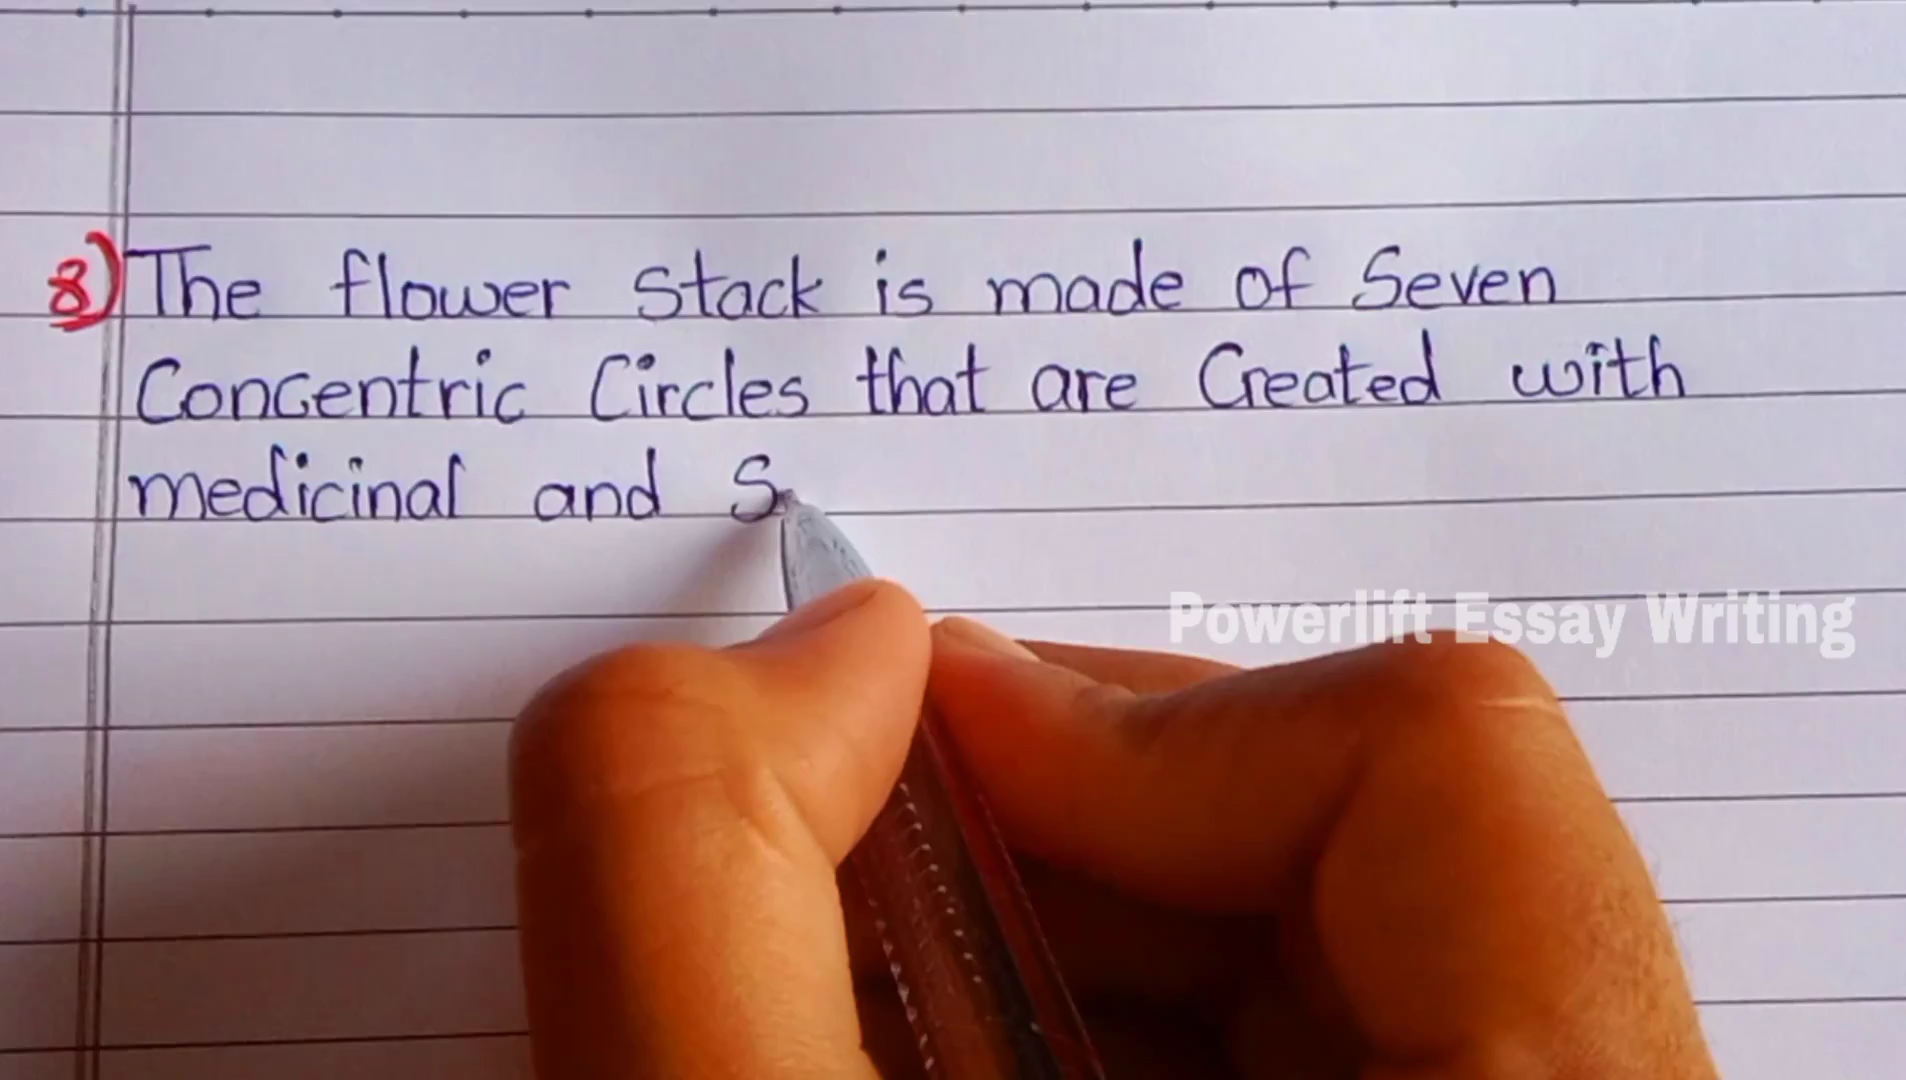 8) The flower Stack is made of Seven
Concentric Circles that are Created with
medicinal and S
Powerlift Essay Writing